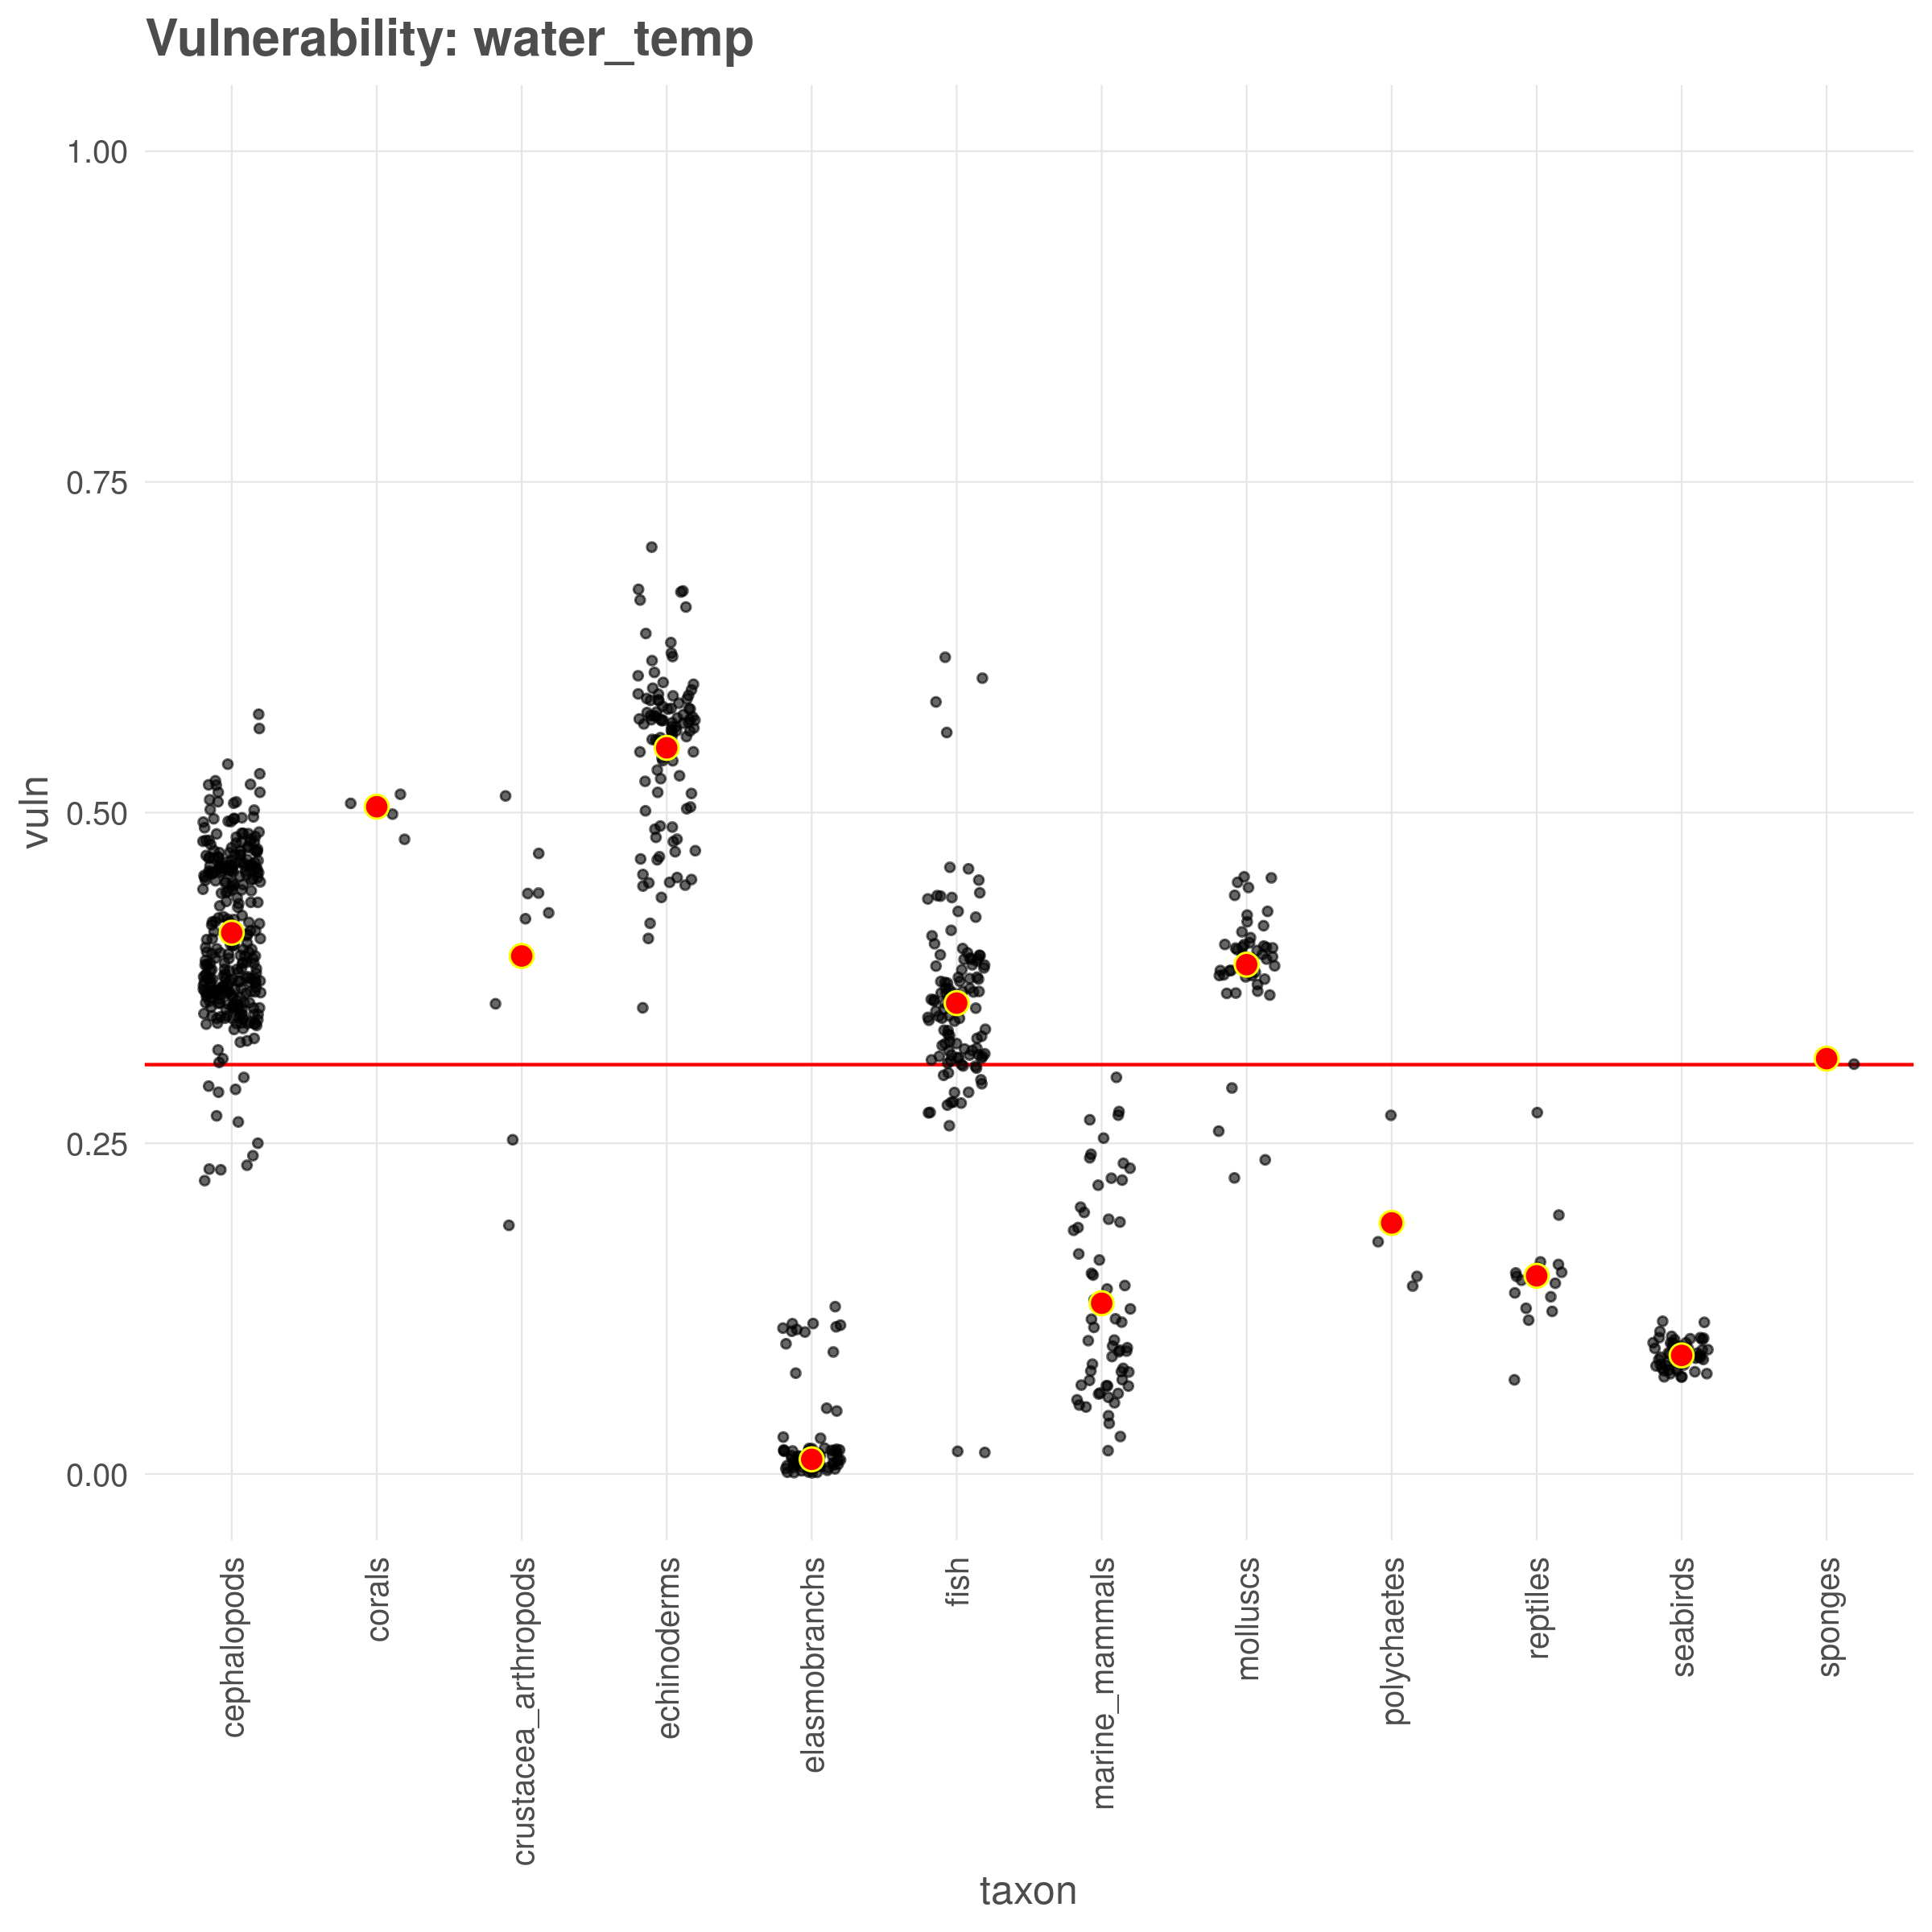 Vulnerability: water_temp
vuln
1.00
0.75
0.50
0.25
0.00
cephalopods
corals
crustacea_arthropods
echinoderms
elasmobranchs
fish
marine_mammals
molluscs
polychaetes
reptiles
seabirds
sponges
taxon